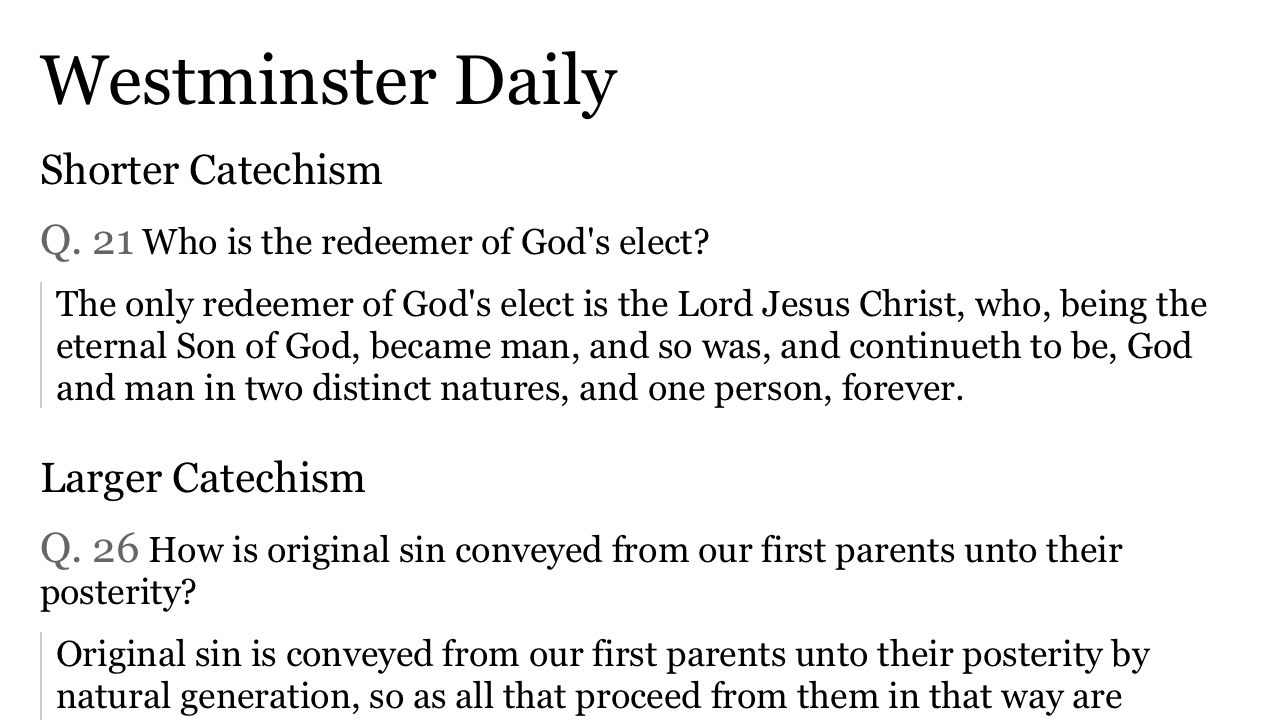 Westminster Daily
Shorter Catechism
Q. 21 Who is the redeemer of God's elect?
The only redeemer of God's elect is the Lord Jesus Christ, who, being the
eternal Son of God, became man, and so was, and continueth to be, God
and man in two distinct natures, and one person, forever.
Larger Catechism
Q. 26 How is original sin conveyed from our first parents unto their
posterity?
Original sin is conveyed from our first parents unto their posterity by
natural generation, so as all that proceed from them in that way are